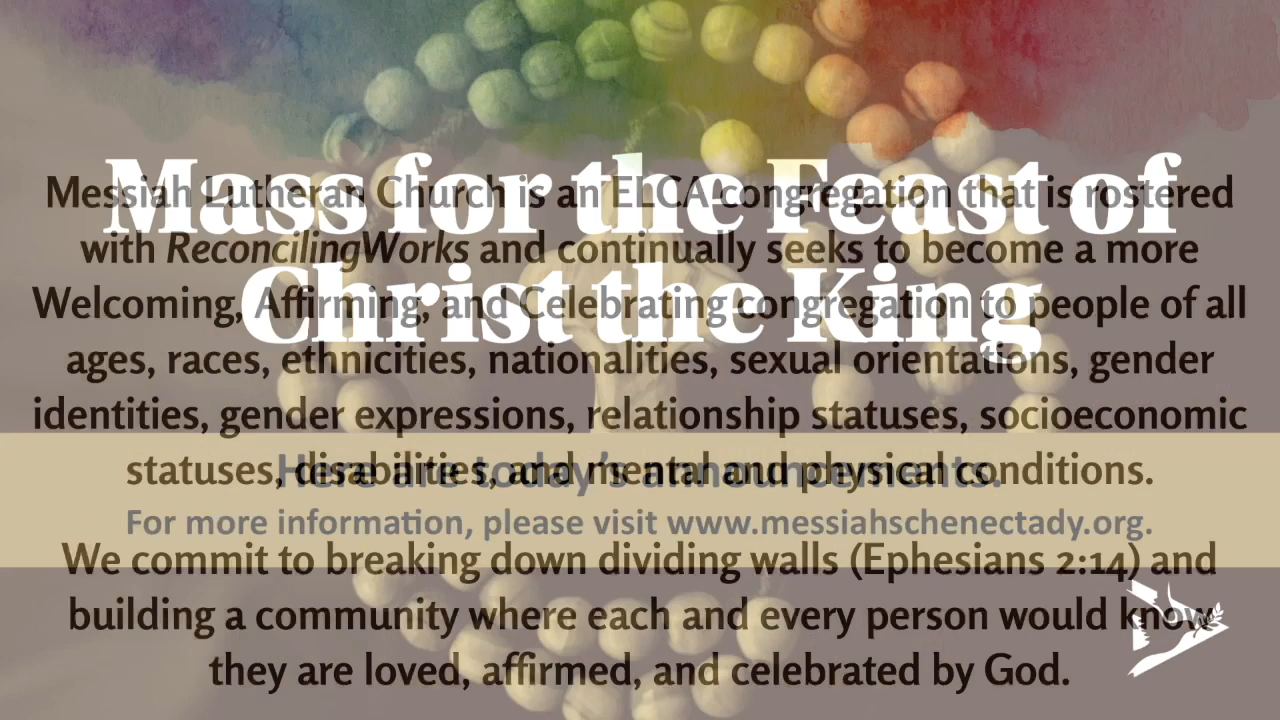 Mass for the Feast of
Christ the King
Messiah Lutheran Church is an ELCA congregation that is rostered
with ReconcilingWorks and continually seeks to become a more
Welcoming, Affirming, and Celebrating congregation to people of all
ages, races, ethnicities, nationalities, sexual orientations, gender
identities, gender expressions, relationship statuses, socioeconomic
statuses, disabilities, and mental and physical conditions.
Here are today's announcements.
For more information, please visit www.messiahschenectady.org.
We commit to breaking down dividing walls (Ephesians 2:14) and
building a community where each and every person would know
they are loved, affirmed, and celebrated by God.